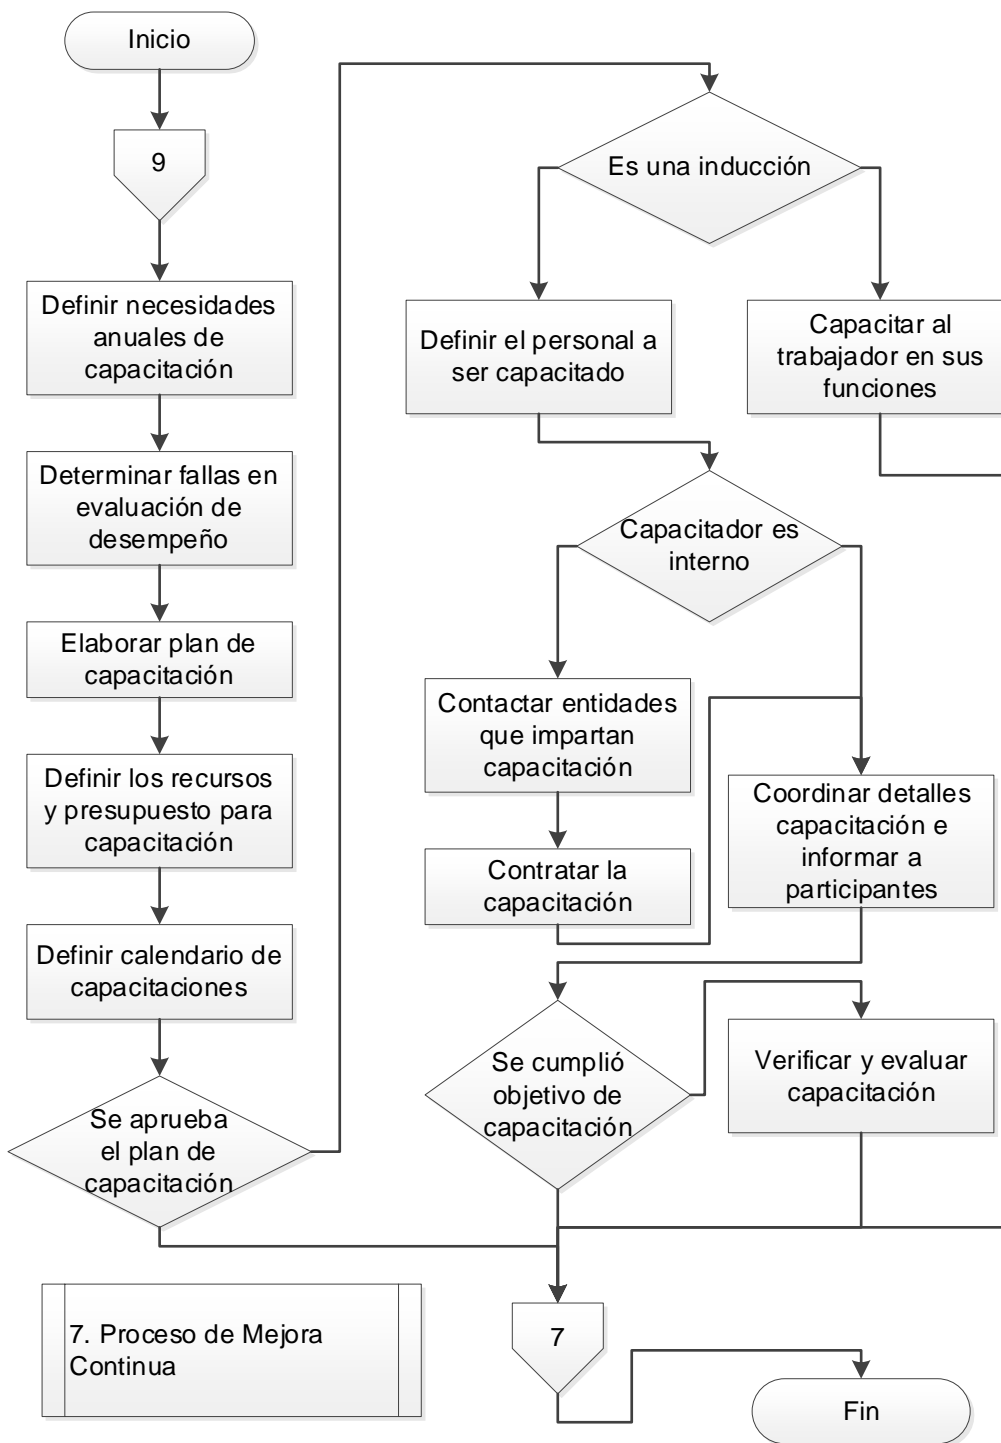 Inicio
9
Definir necesidades
anuales de
capacitación
Determinar fallas en
evaluación de
desempeño
Elaborar plan de
capacitación
Definir los recursos
y presupuesto para
capacitación
Definir calendario de
capacitaciones
Se aprueba
el plan de
capacitación
Es una inducción
Definir el personal a
ser capacitado
Capacitar al
trabajador en sus
funciones
Capacitador es
interno
Contactar entidades
que impartan
capacitación
Contratar la
capacitación
Coordinar detalles
capacitación e
informar a
participantes
Se cumplió
objetivo de
capacitación
Verificar y evaluar
capacitación
7. Proceso de Mejora
Continua
7
Fin